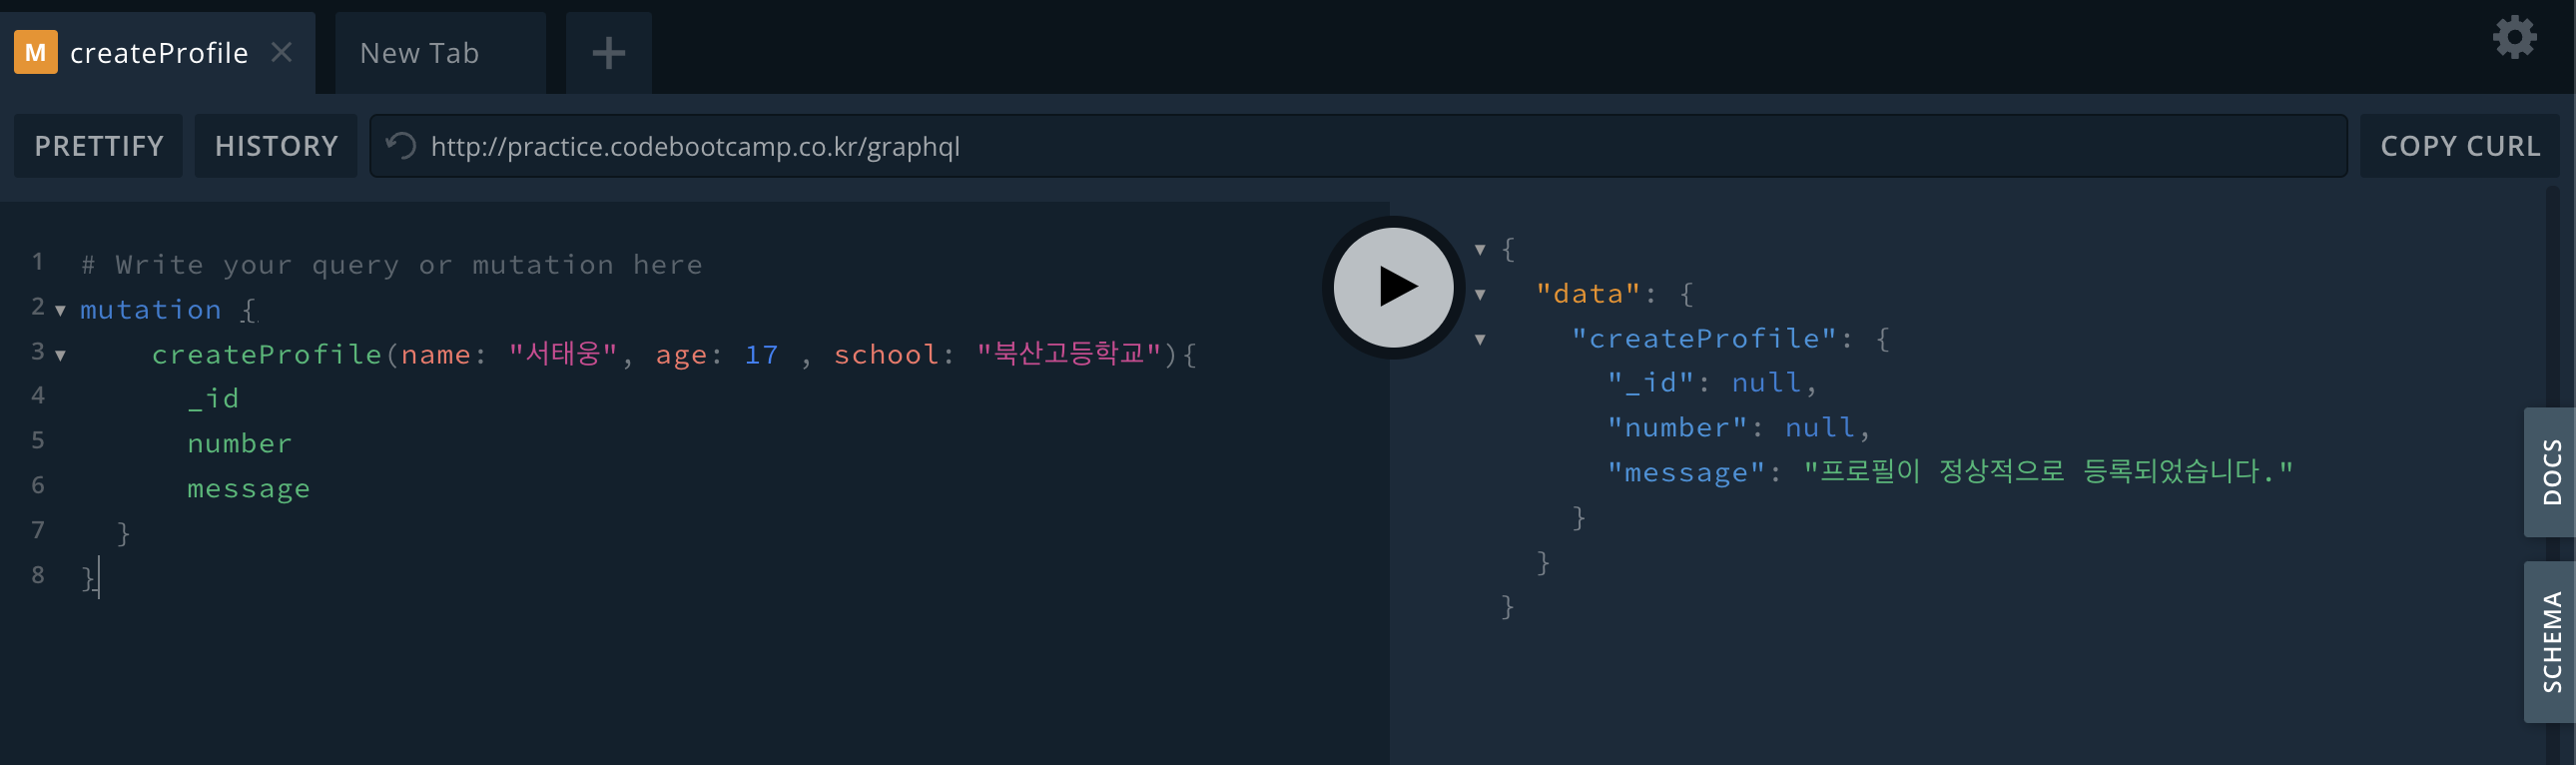 M createProfile New Tab
PRETTIFY HISTORY http://practice.codebootcamp.co.kr/graphql COPY CURL
1 # Write your query or mutation here
2 mutation {
3 createProfile(name: "서태웅", age: 17 , school: "북산고등학교"){
4 _id
5 number
6 message
7 }
8 }
{
"data": {
"createProfile": {
"_id": null,
"number": null,
"message": "프로필이 정상적으로 등록되었습니다."
}
}
}
DOCS
SCHEMA